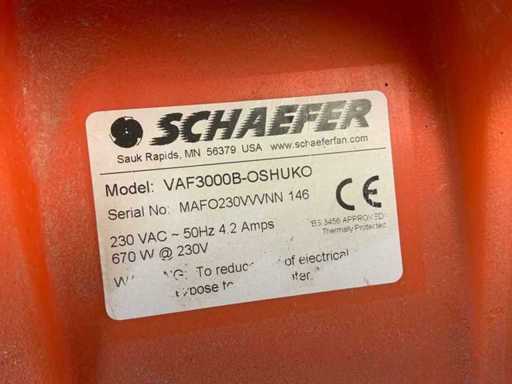 SCHAEFER
Sauk Rapids, MN 56379 USA www.schaeferfan.com
Model: VAF3000B-OSHUKO
Serial No: MAFO230VVVNN 146
CE
230 VAC ~ 50Hz 4.2 Amps
BS 3456 APPROVED
670 W @ 230V
Thermally Protected
To reduc of electrical